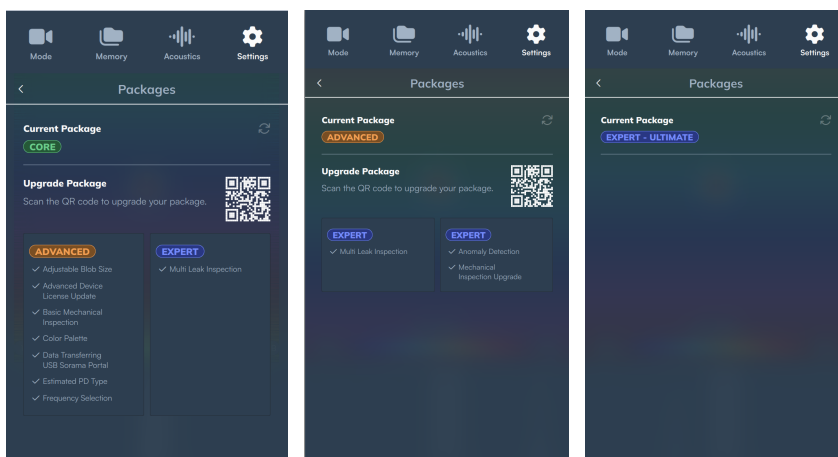 Mode Memory Acoustics Settings
Packages
Current Package
CORE
Upgrade Package
Scan the QR code to upgrade your package.
ADVANCED
Adjustable Blob Size
Advanced Device
License Update
Basic Mechanical
Inspection
Color Palette
Data Transferring
USB Sorama Portal
Estimated PD Type
Frequency Selection
EXPERT
Multi Leak Inspection
Mode Memory Acoustics Settings
Packages
Current Package
ADVANCED
Upgrade Package
Scan the QR code to upgrade your package.
EXPERT
Multi Leak Inspection
EXPERT
Anomaly Detection
Mechanical
Inspection Upgrade
Mode Memory Acoustics Settings
Packages
Current Package
EXPERT - ULTIMATE